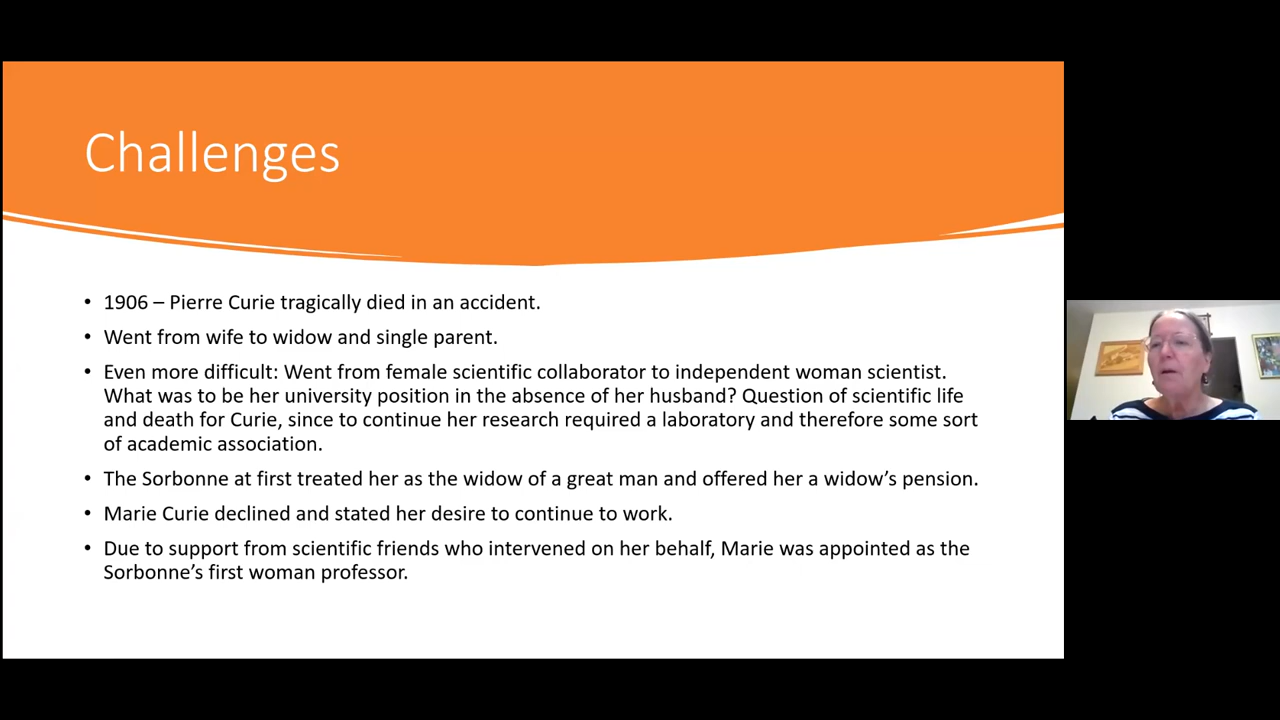 Challenges
• 1906 – Pierre Curie tragically died in an accident.
• Went from wife to widow and single parent.
• Even more difficult: Went from female scientific collaborator to independent woman scientist.
What was to be her university position in the absence of her husband? Question of scientific life
and death for Curie, since to continue her research required a laboratory and therefore some sort
of academic association.
• The Sorbonne at first treated her as the widow of a great man and offered her a widow’s pension.
• Marie Curie declined and stated her desire to continue to work.
• Due to support from scientific friends who intervened on her behalf, Marie was appointed as the
Sorbonne’s first woman professor.